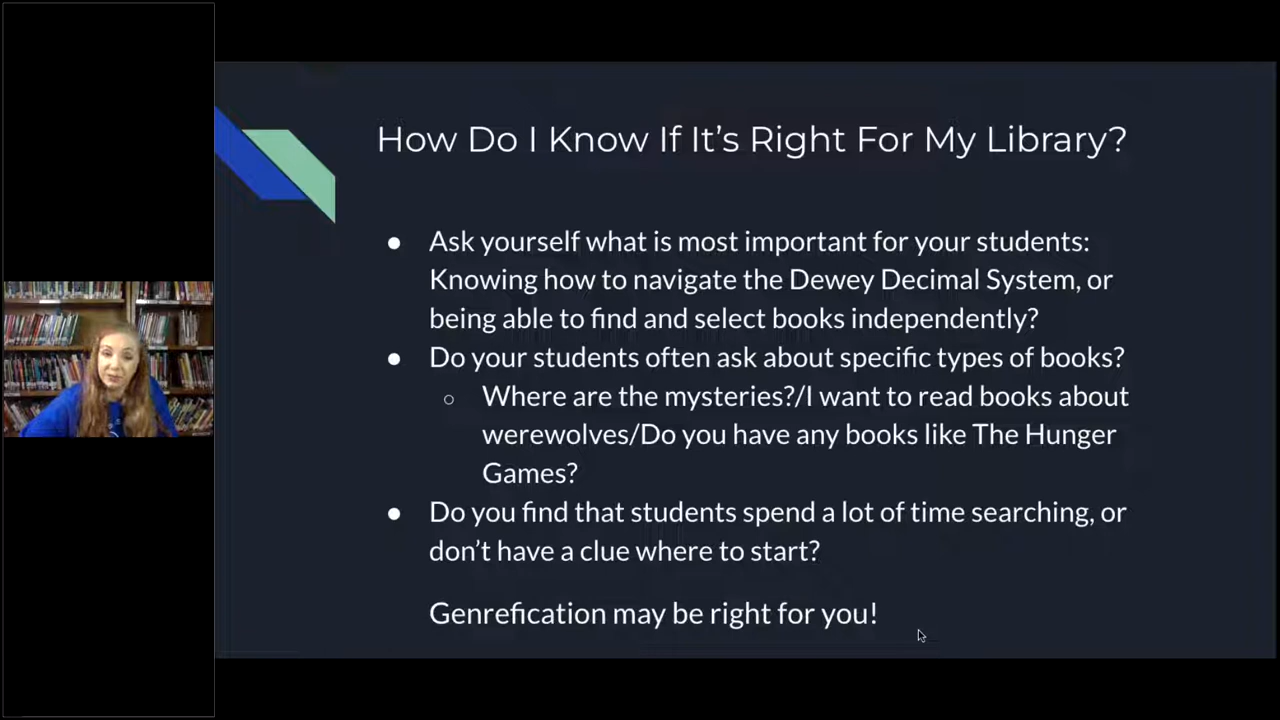 How Do I Know If It's Right For My Library?
● Ask yourself what is most important for your students:
Knowing how to navigate the Dewey Decimal System, or
being able to find and select books independently?
● Do your students often ask about specific types of books?
○ Where are the mysteries?/I want to read books about
werewolves/Do you have any books like The Hunger
Games?
● Do you find that students spend a lot of time searching, or
don't have a clue where to start?
Genrefication may be right for you!